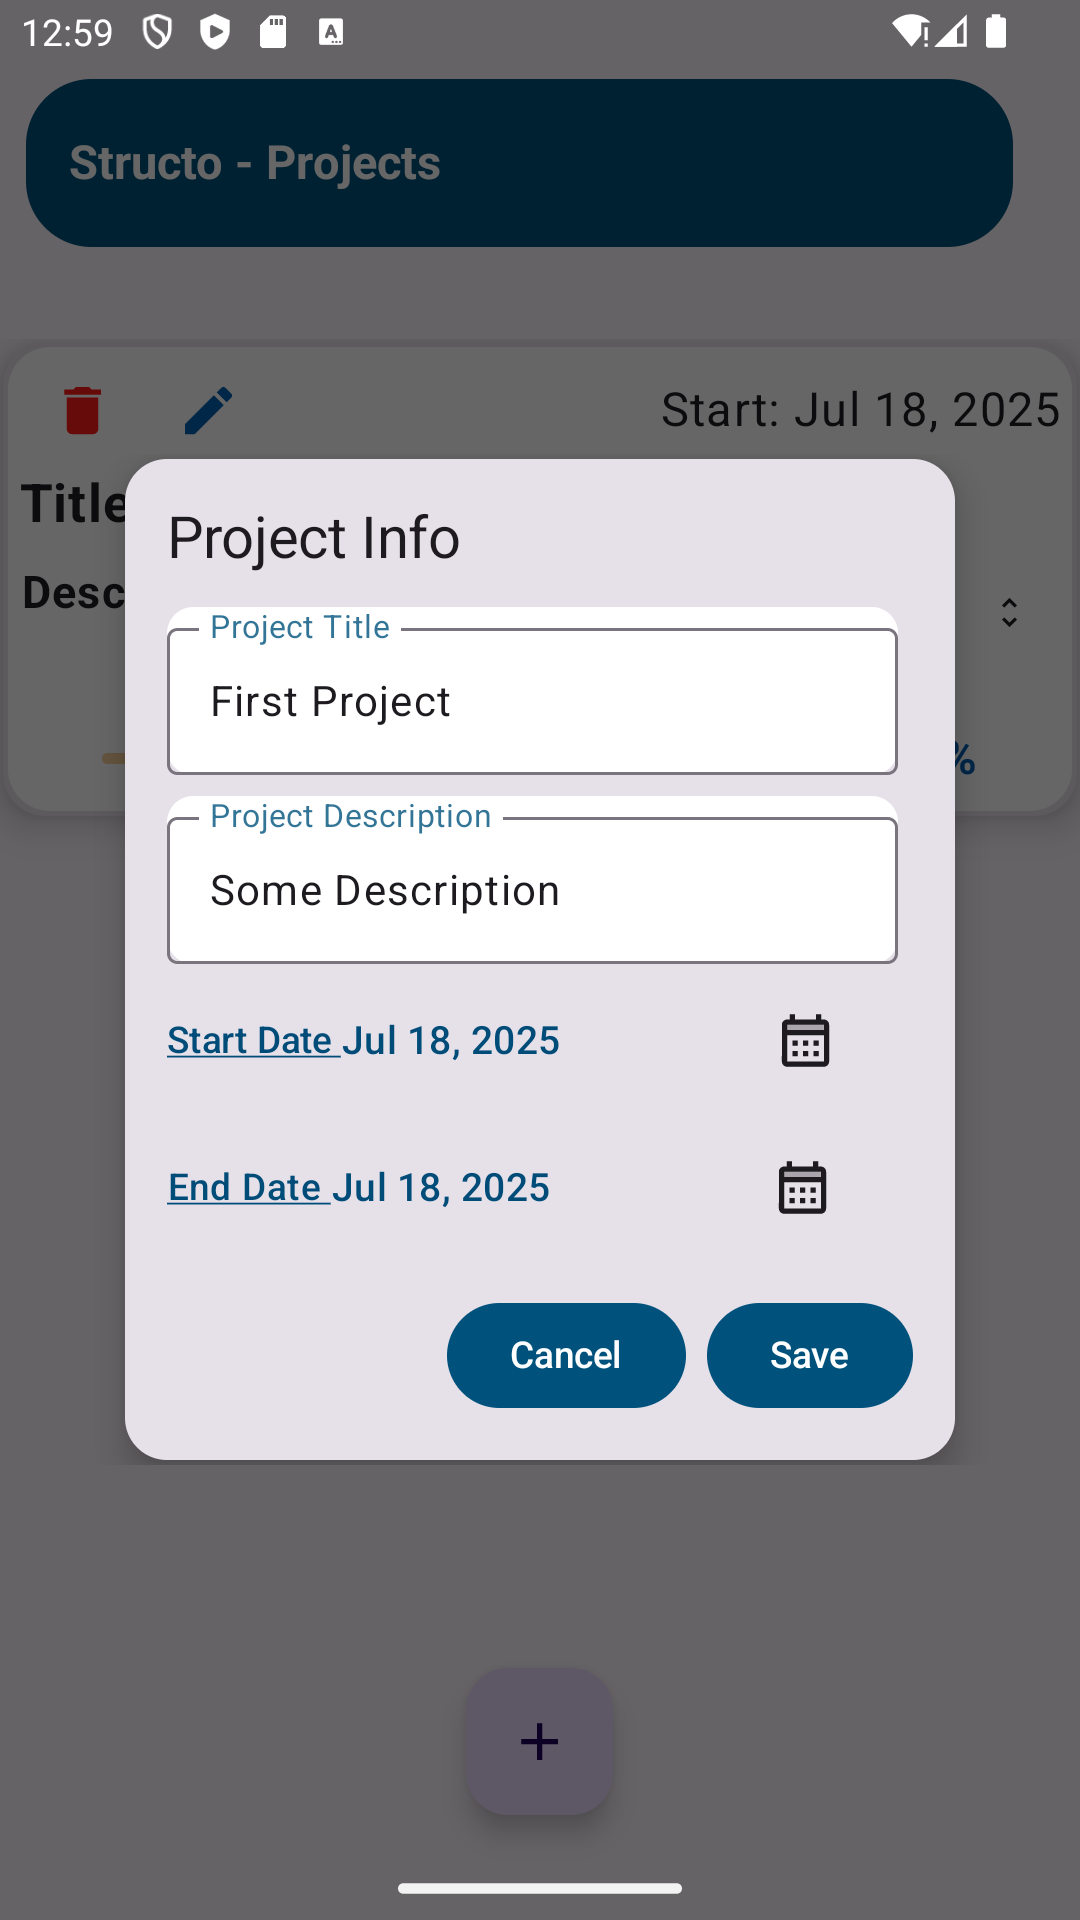 12:59
Structo - Projects
Start: Jul 18, 2025
Title
Desc
%
Project Info
Project Title
First Project
Project Description
Some Description
Start Date Jul 18, 2025
End Date Jul 18, 2025
Cancel
Save
+